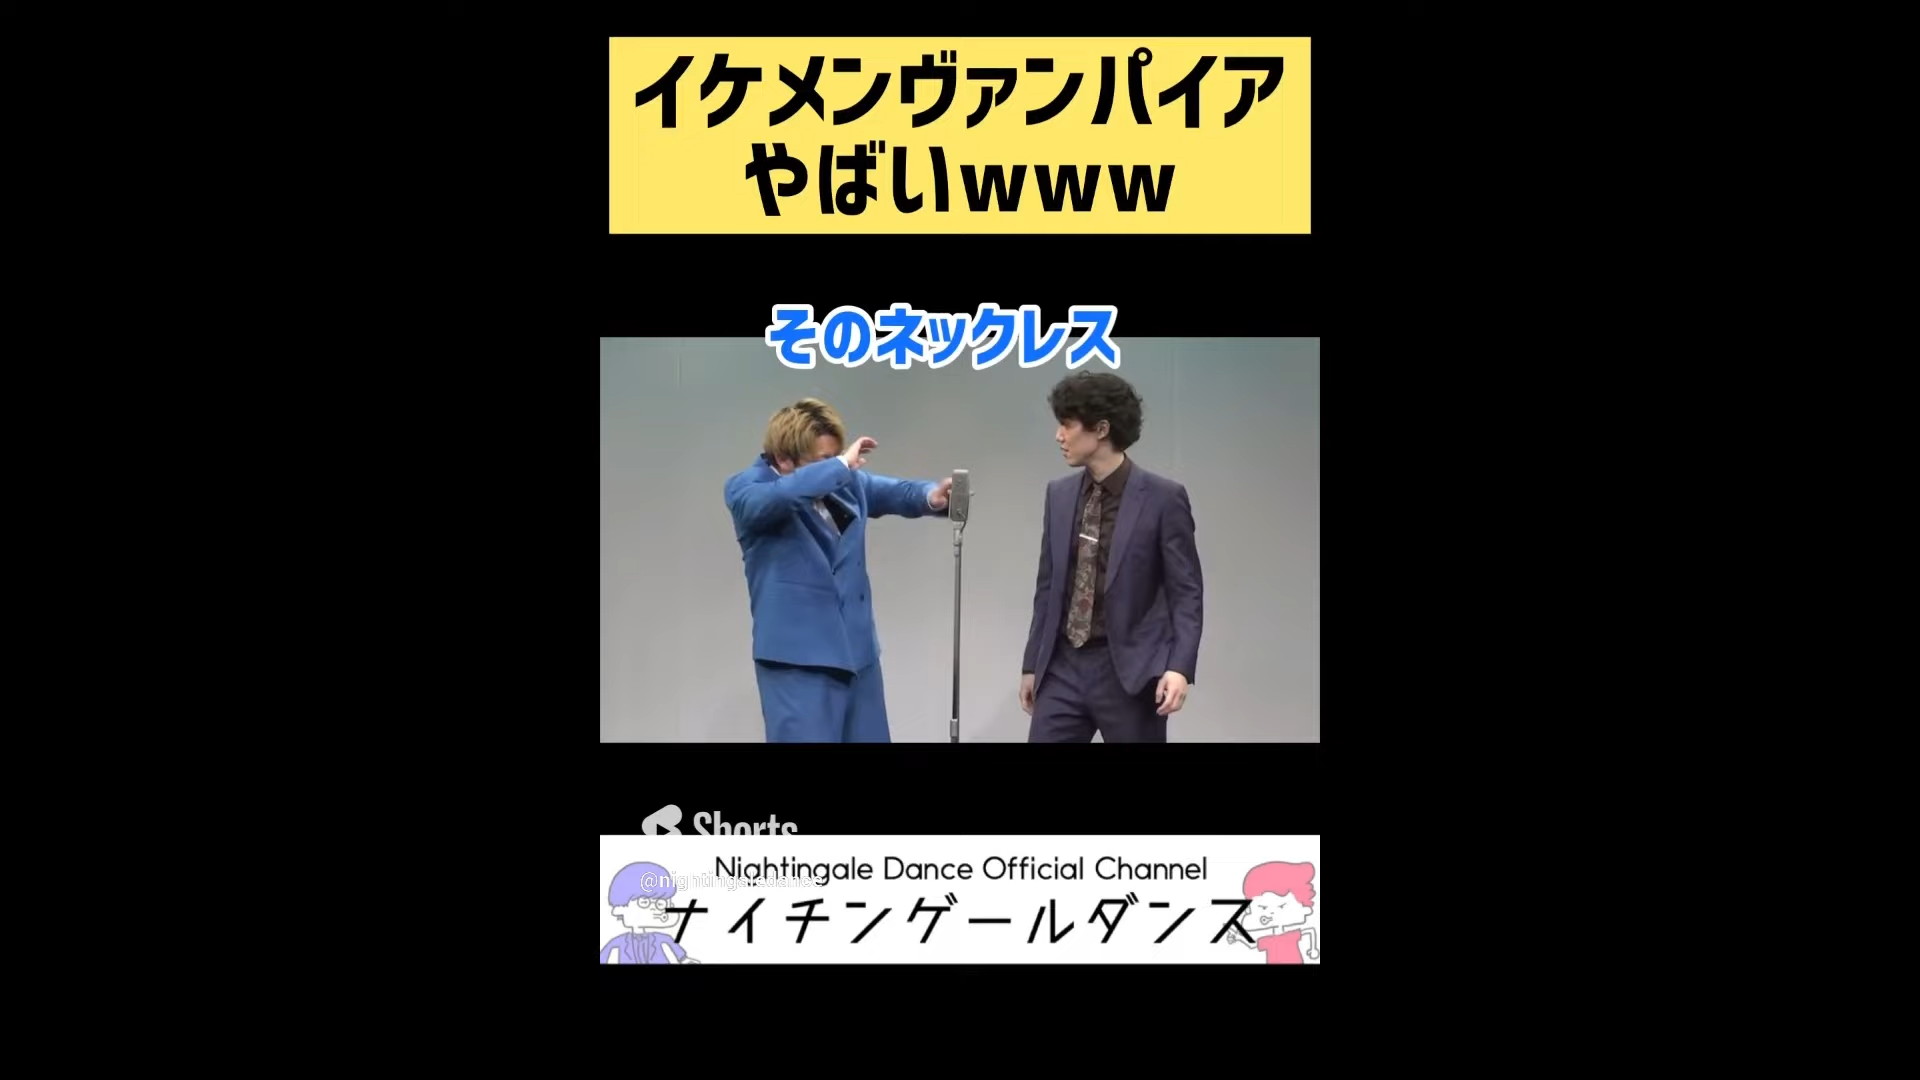 イケメンヴァンパイア
やばいwww
そのネックレス
Shorts
Nightingale Dance Official Channel
@nightingaledance
ナイチンゲールダンス